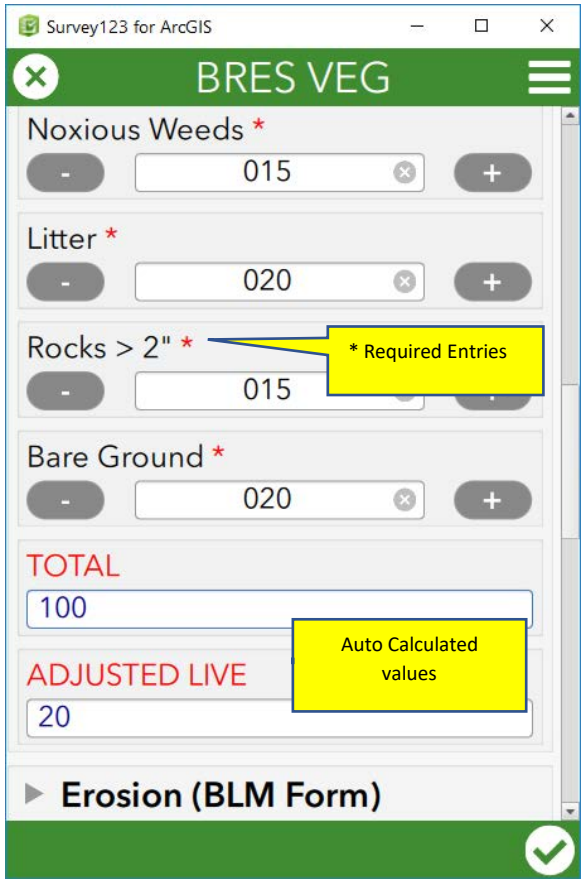 Survey123 for ArcGIS
BRES VEG
Noxious Weeds *
- 015 +
Litter *
- 020 +
Rocks > 2" *
* Required Entries
- 015
Bare Ground *
- 020 +
TOTAL
100
Auto Calculated
values
ADJUSTED LIVE
20
Erosion (BLM Form)